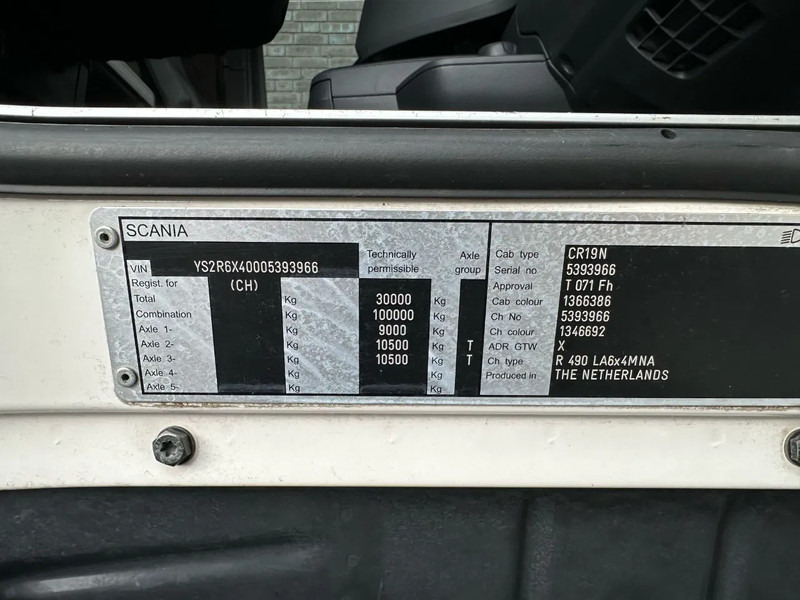 SCANIA
VIN YS2R6X40005393966 Technically permissible Axle group
Regist. for (CH)
Total Kg 30000 Kg
Combination Kg 100000 Kg
Axle 1- Kg 9000 Kg
Axle 2- Kg 10500 Kg T
Axle 3- Kg 10500 Kg T
Axle 4- Kg Kg
Axle 5- Kg Kg
Cab type CR19N
Serial no 5393966
Approval T 071 Fh
Cab colour 1366386
Ch No 5393966
Ch colour 1346692
ADR GTW X
Ch type R 490 LA6x4MNA
Produced in THE NETHERLANDS